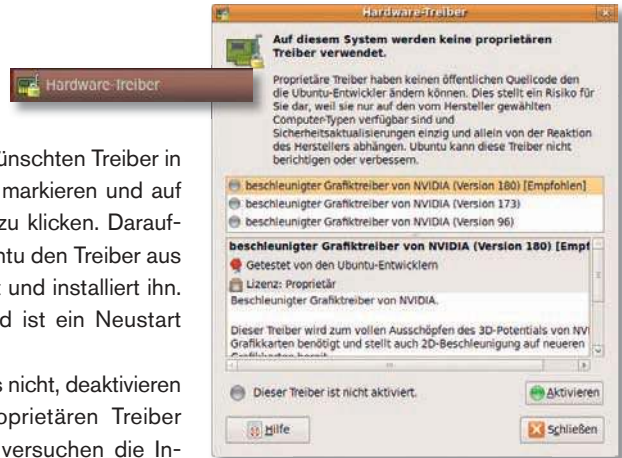 Hardware-Treiber
ünschten Treiber in
markieren und auf
zu klicken. Darauf-
ntu den Treiber aus
t und installiert ihn.
d ist ein Neustart
s nicht, deaktivieren
oprietären Treiber
versuchen die In-
Hardware-Treiber
Auf diesem System werden keine proprietären
Treiber verwendet.
Proprietäre Treiber haben keinen öffentlichen Quellcode den
die Ubuntu-Entwickler ändern können. Dies stellt ein Risiko für
Sie dar, weil sie nur auf den vom Hersteller gewählten
Computer-Typen verfügbar sind und
Sicherheitsaktualisierungen einzig und allein von der Reaktion
des Herstellers abhängen. Ubuntu kann diese Treiber nicht
berichtigen oder verbessern.
beschleunigter Grafiktreiber von NVIDIA (Version 180) [Empfohlen]
beschleunigter Grafiktreiber von NVIDIA (Version 173)
beschleunigter Grafiktreiber von NVIDIA (Version 96)
beschleunigter Grafiktreiber von NVIDIA (Version 180) [Empf
Getestet von den Ubuntu-Entwicklern
Lizenz: Proprietär
Beschleunigter Grafiktreiber von NVIDIA.
Dieser Treiber wird zum vollen Ausschöpfen des 3D-Potentials von NVI
Grafikkarten benötigt und stellt auch 2D-Beschleunigung auf neueren
Grafikkarten bereit.
Dieser Treiber ist nicht aktiviert.
Aktivieren
Hilfe
Schließen